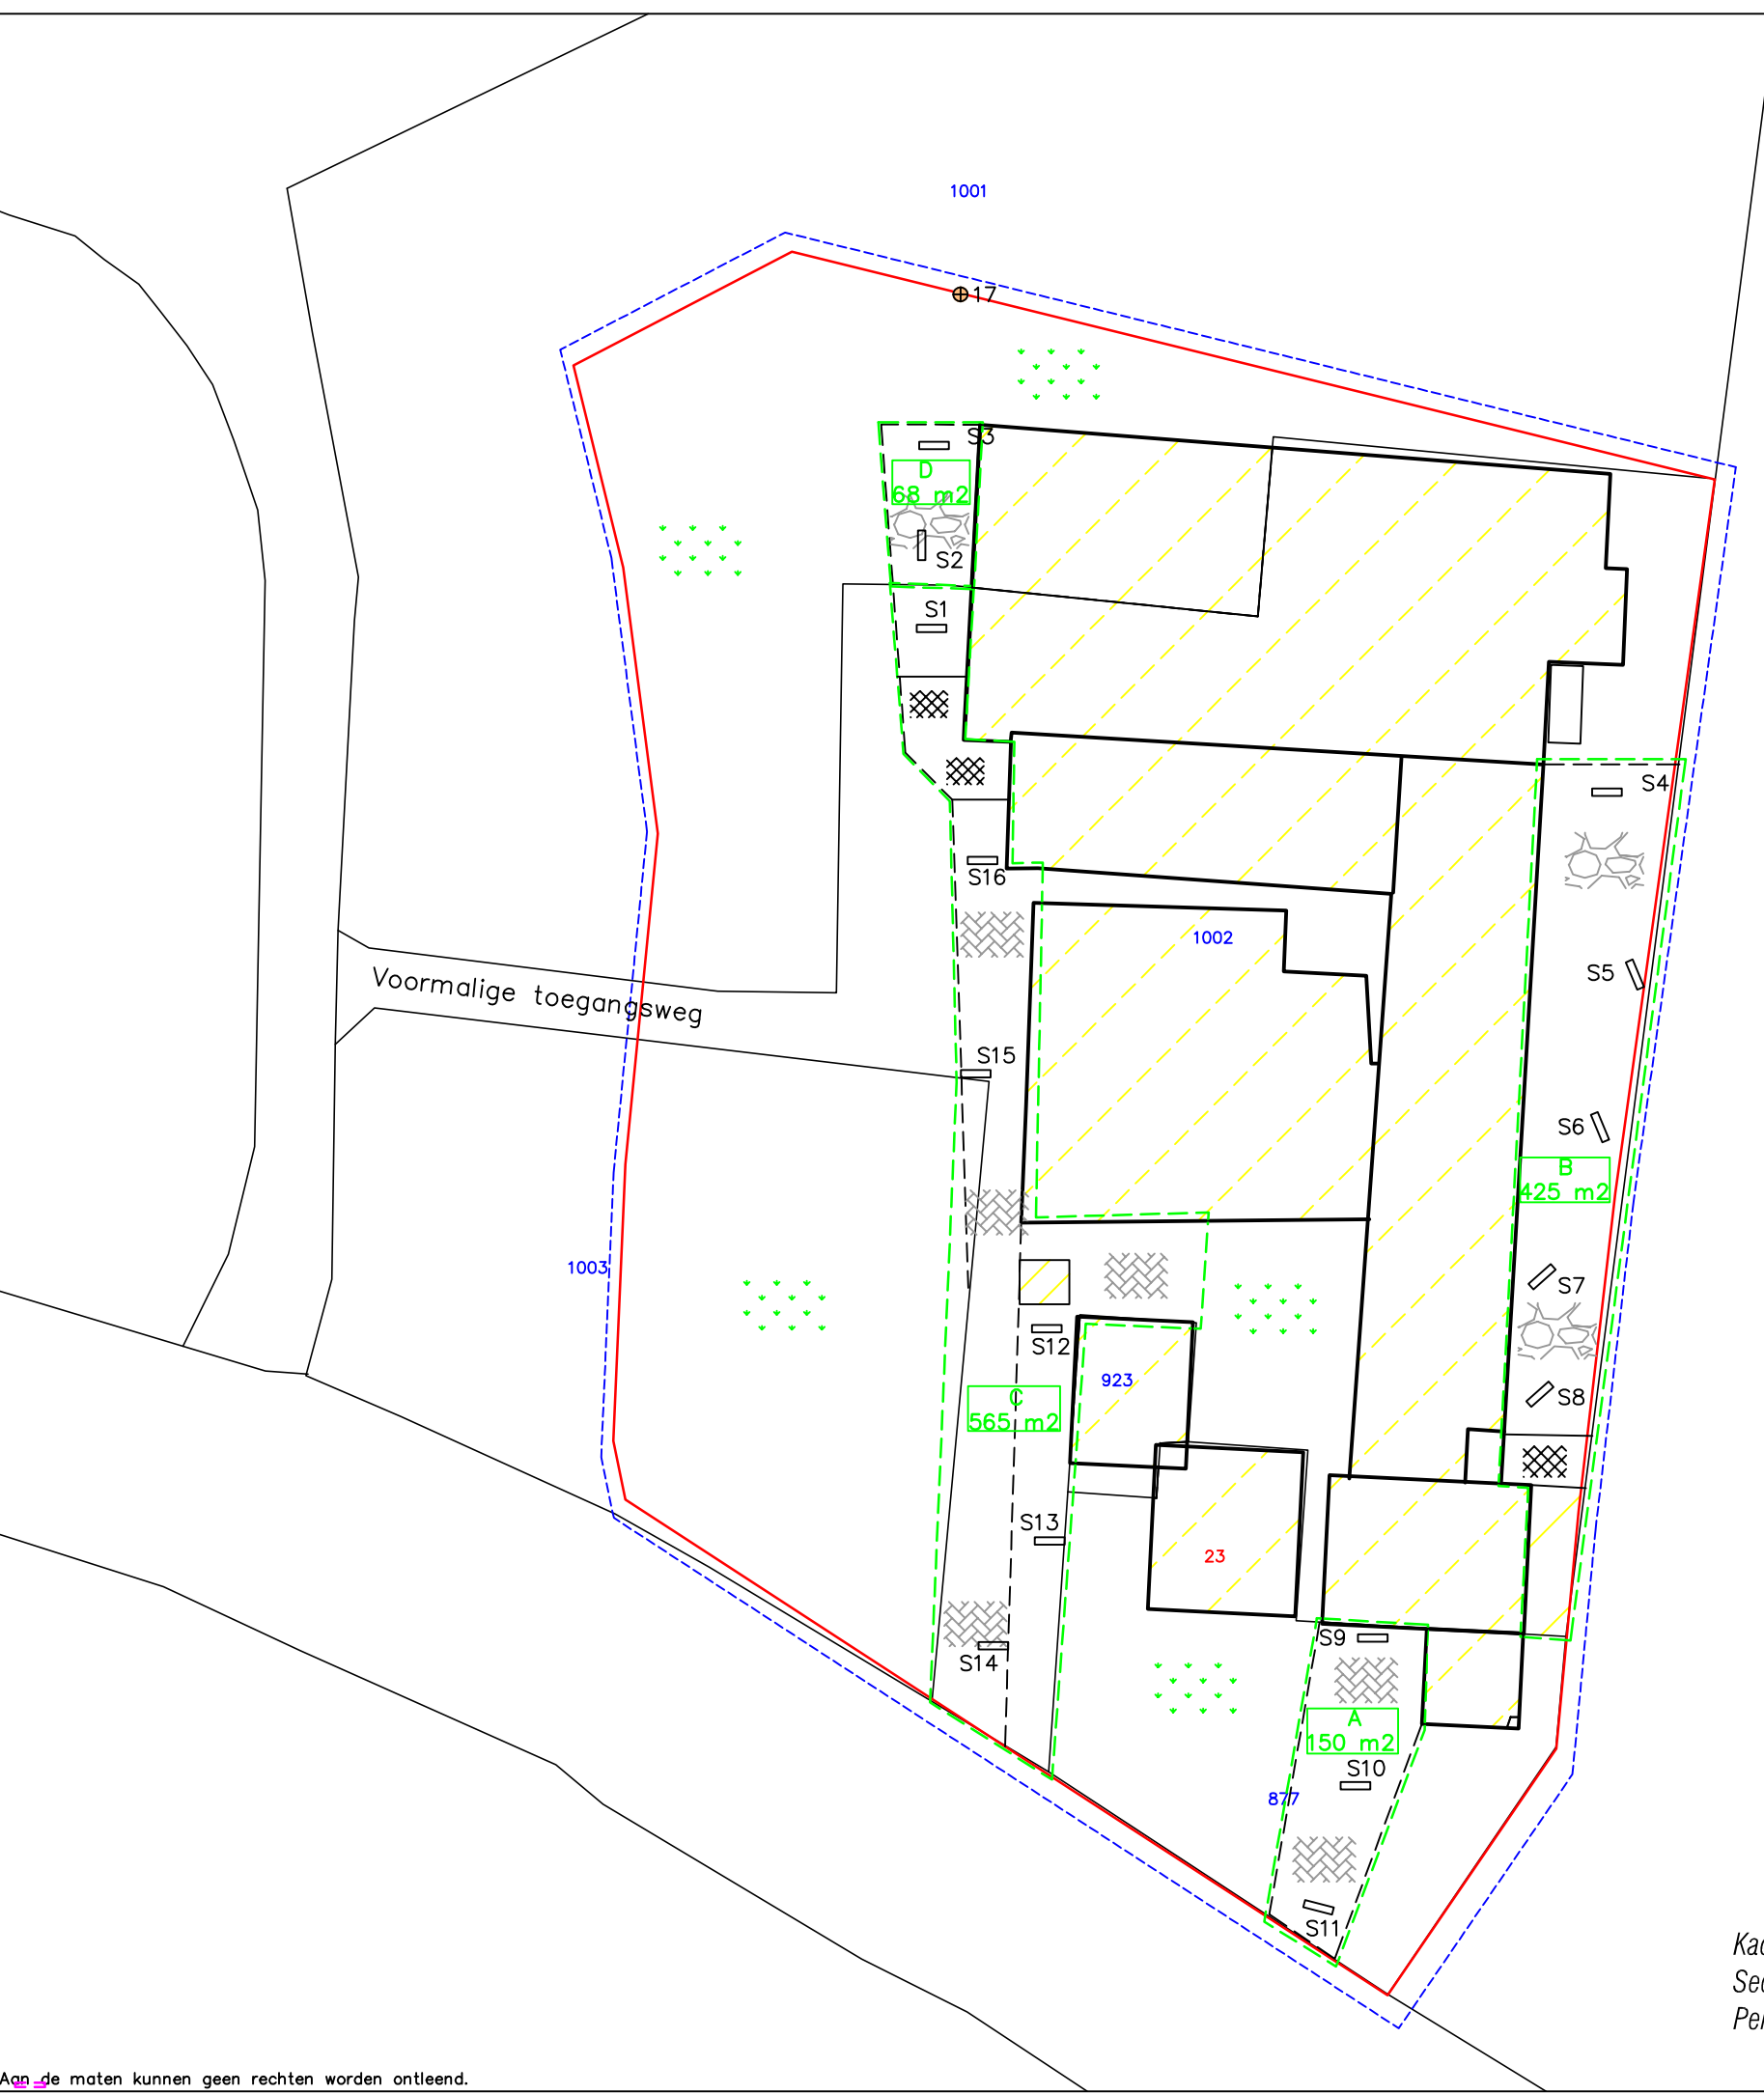 1001
17
S3
D
68 m2
S2
S1
S4
S16
1002
Voormalige toegangsweg
S5
S15
S6
B
425 m2
1003
S7
S12
923
S8
C
565 m2
S13
23
S9
S14
A
150 m2
S10
877
S11
Aan de maten kunnen geen rechten worden ontleend.